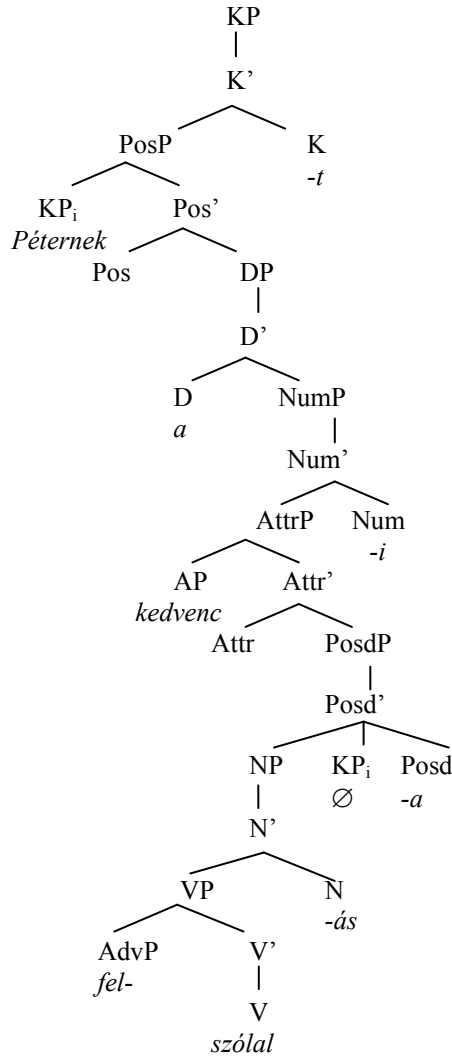 KP
K’
PosP K
-t
KPi Pos’
Péternek
Pos DP
D’
D NumP
a
Num’
AttrP Num
-i
AP Attr’
kedvenc
Attr PosdP
Posd’
NP KPi Posd
∅ -a
N’
VP N
-ás
AdvP V’
fel-
V
szólal